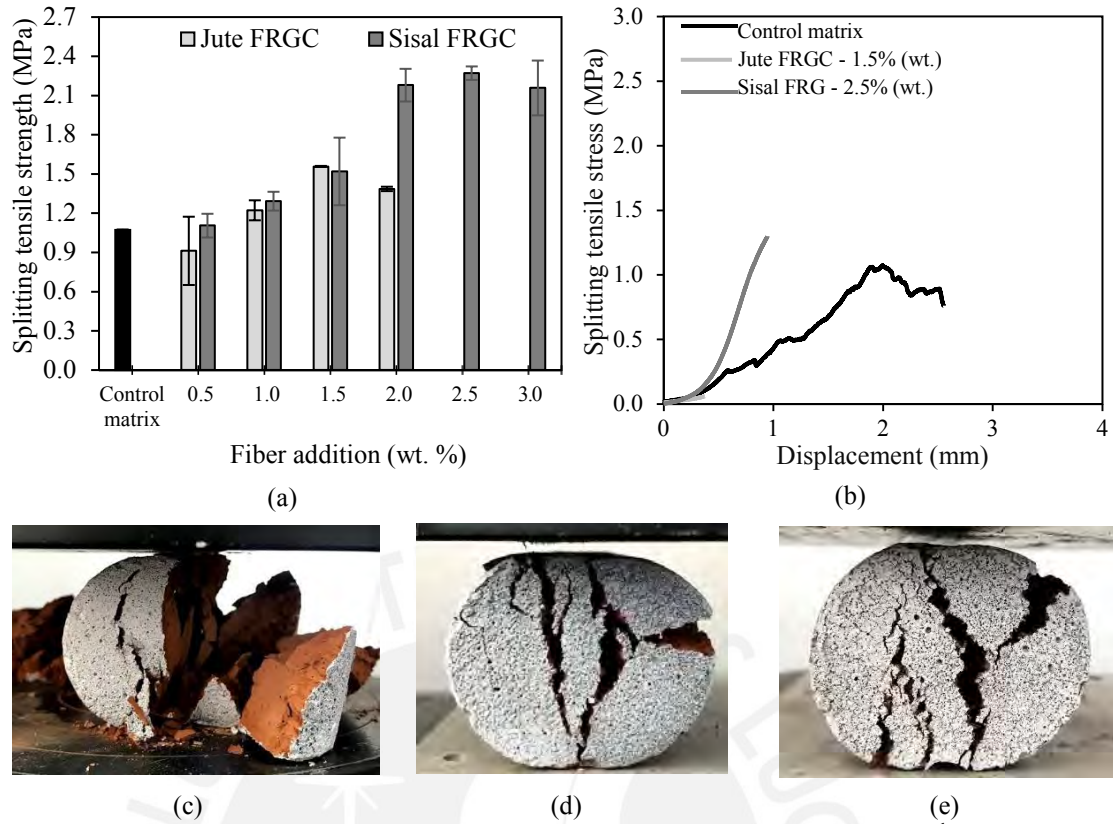 Splitting tensile strength (MPa)
2.7
2.4
2.1
1.8
1.5
1.2
0.9
0.6
0.3
0.0
Jute FRGC
Sisal FRGC
Control matrix
0.5
1.0
1.5
2.0
2.5
3.0
Fiber addition (wt. %)
(a)
Splitting tensile stress (MPa)
3.0
2.5
2.0
1.5
1.0
0.5
0.0
Control matrix
Jute FRGC - 1.5% (wt.)
Sisal FRG - 2.5% (wt.)
0
1
2
3
4
Displacement (mm)
(b)
(c)
(d)
(e)